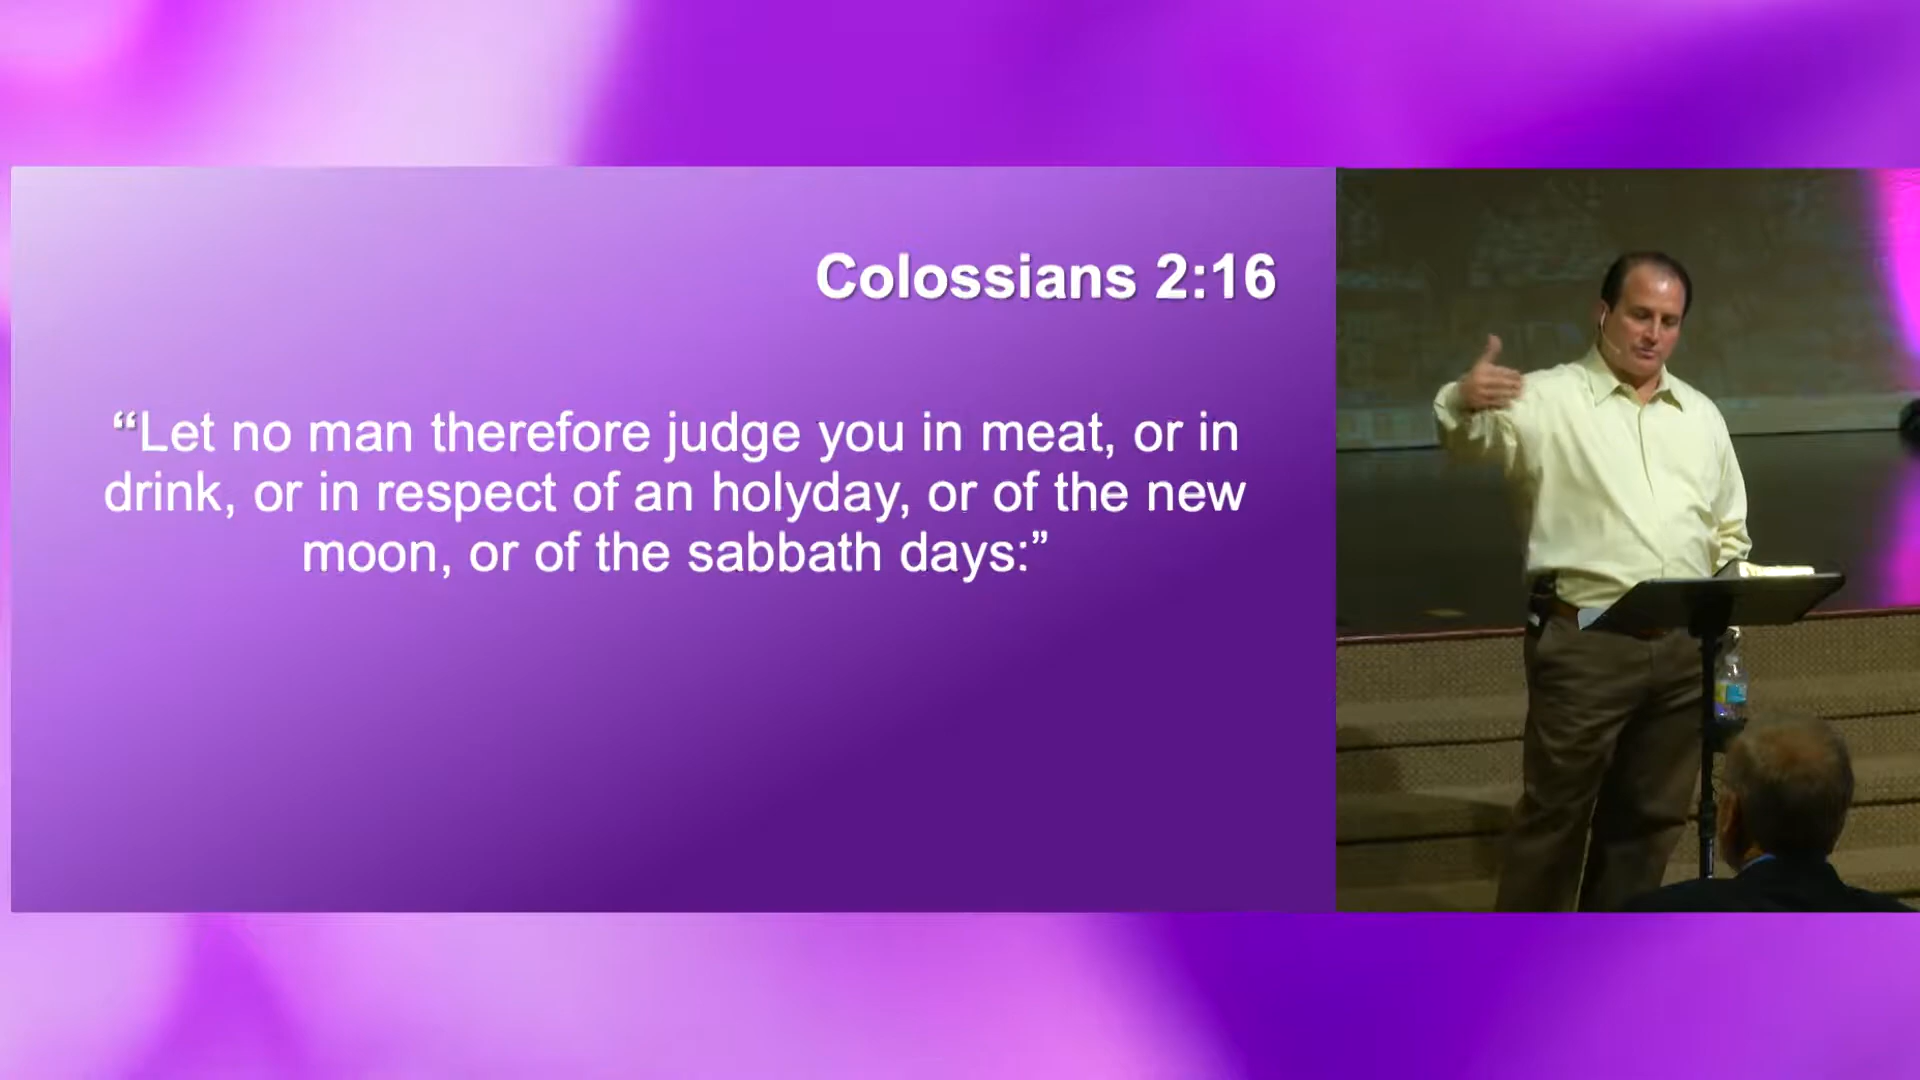 Colossians 2:16
“Let no man therefore judge you in meat, or in
drink, or in respect of an holyday, or of the new
moon, or of the sabbath days:”